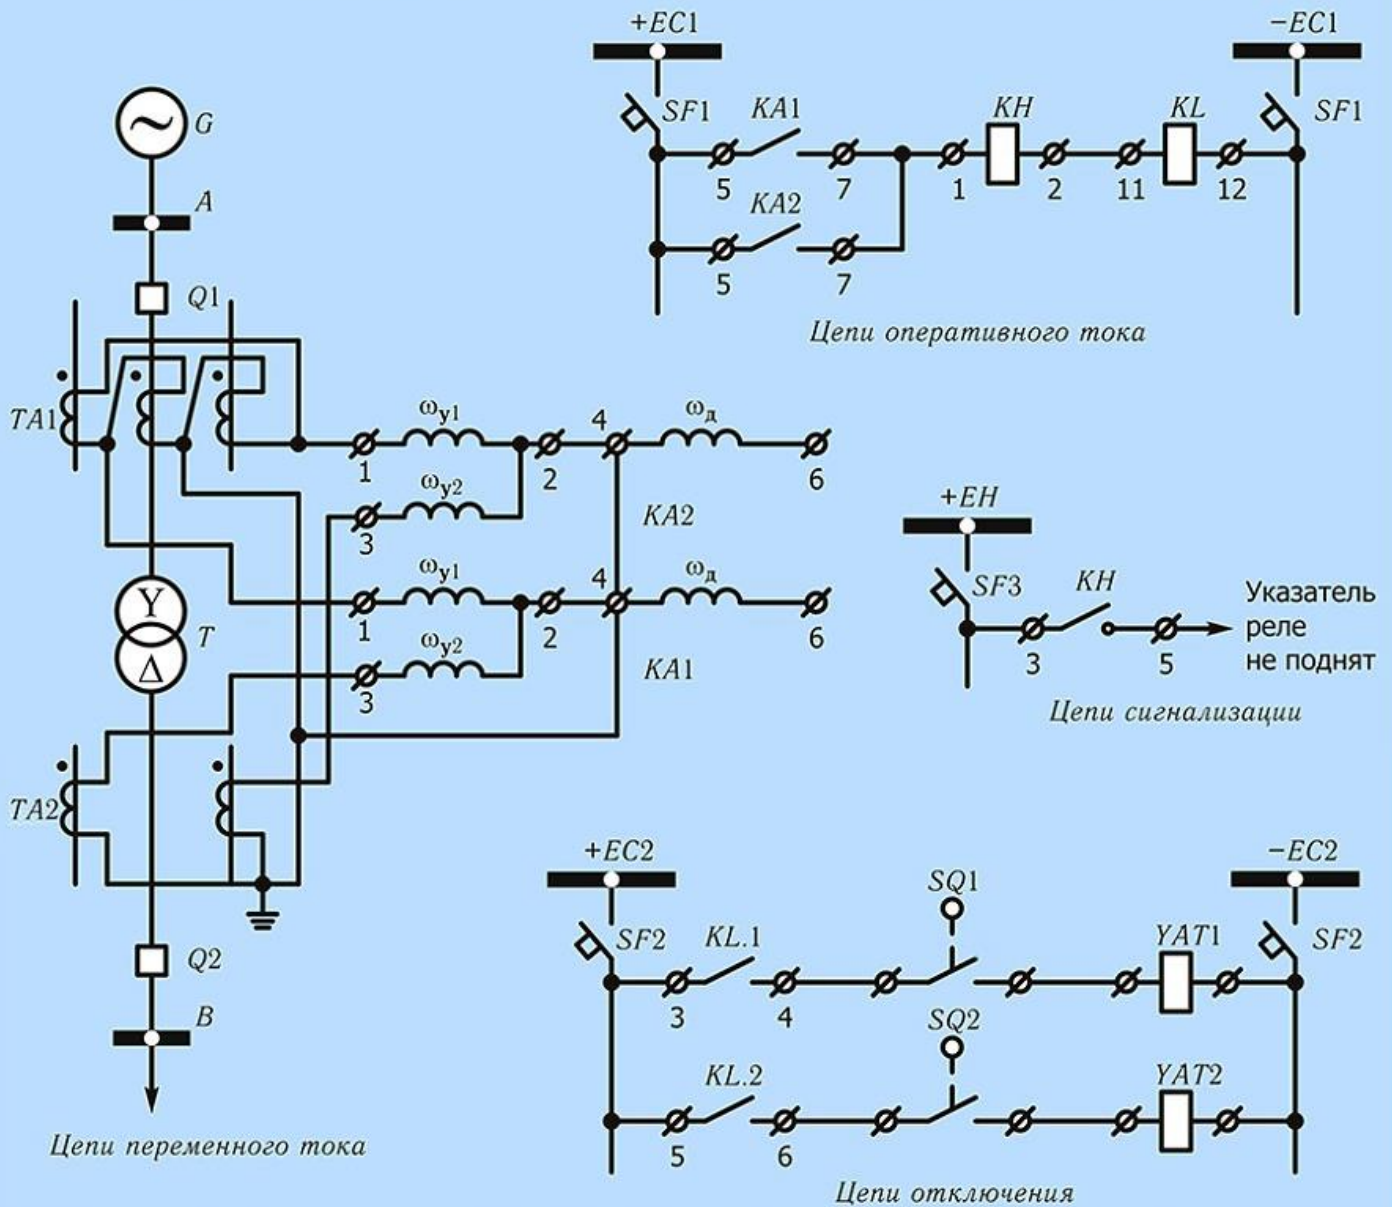 +EC1
−EC1
SF1
KA1
KH
KL
SF1
5
7
1
2
11
12
KA2
5
7
Цепи оперативного тока
G
A
Q1
TA1
ωу1
4
ωд
1
2
6
ωу2
KA2
3
ωу1
4
ωд
1
2
6
ωу2
KA1
3
Y
Δ
T
TA2
Q2
B
Цепи переменного тока
+EH
SF3
KH
3
5
Указатель
реле
не поднят
Цепи сигнализации
+EC2
−EC2
SF2
KL.1
SQ1
YAT1
SF2
3
4
KL.2
SQ2
YAT2
5
6
Цепи отключения